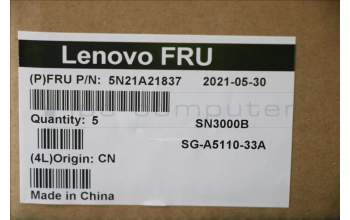 Lenovo FRU
(P)FRU P/N: 5N21A21837 2021-05-30
Quantity: 5 SN3000B
SG-A5110-33A
(4L)Origin: CN
Made in China